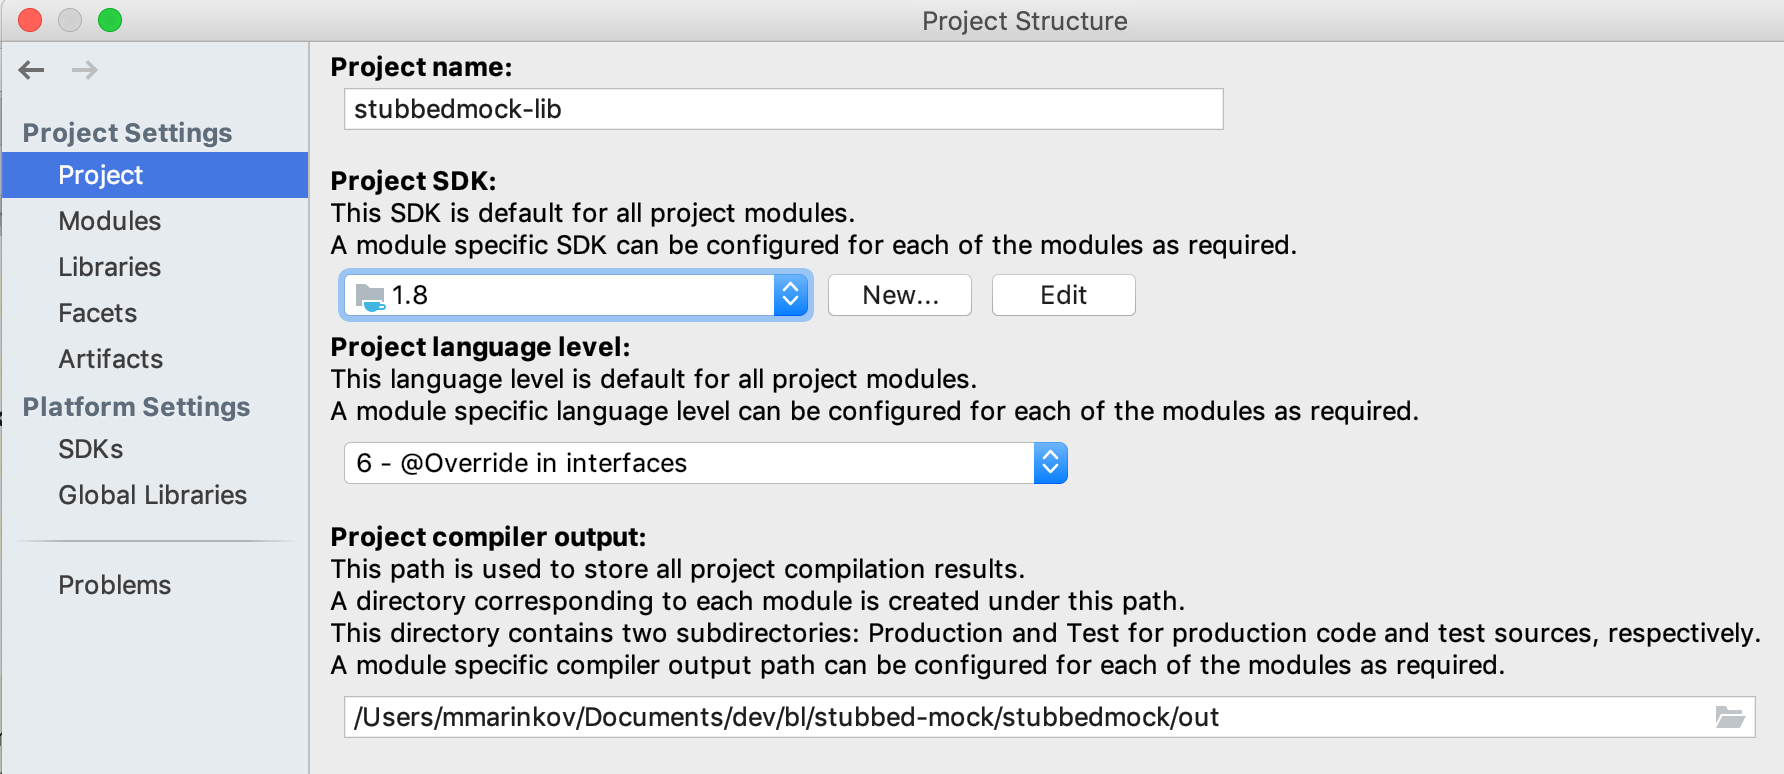 Project Structure
Project Settings
Project
Modules
Libraries
Facets
Artifacts
Platform Settings
SDKs
Global Libraries
Problems
Project name:
stubbedmock-lib
Project SDK:
This SDK is default for all project modules.
A module specific SDK can be configured for each of the modules as required.
1.8 New... Edit
Project language level:
This language level is default for all project modules.
A module specific language level can be configured for each of the modules as required.
6 - @Override in interfaces
Project compiler output:
This path is used to store all project compilation results.
A directory corresponding to each module is created under this path.
This directory contains two subdirectories: Production and Test for production code and test sources, respectively.
A module specific compiler output path can be configured for each of the modules as required.
/Users/mmarinkov/Documents/dev/bl/stubbed-mock/stubbedmock/out